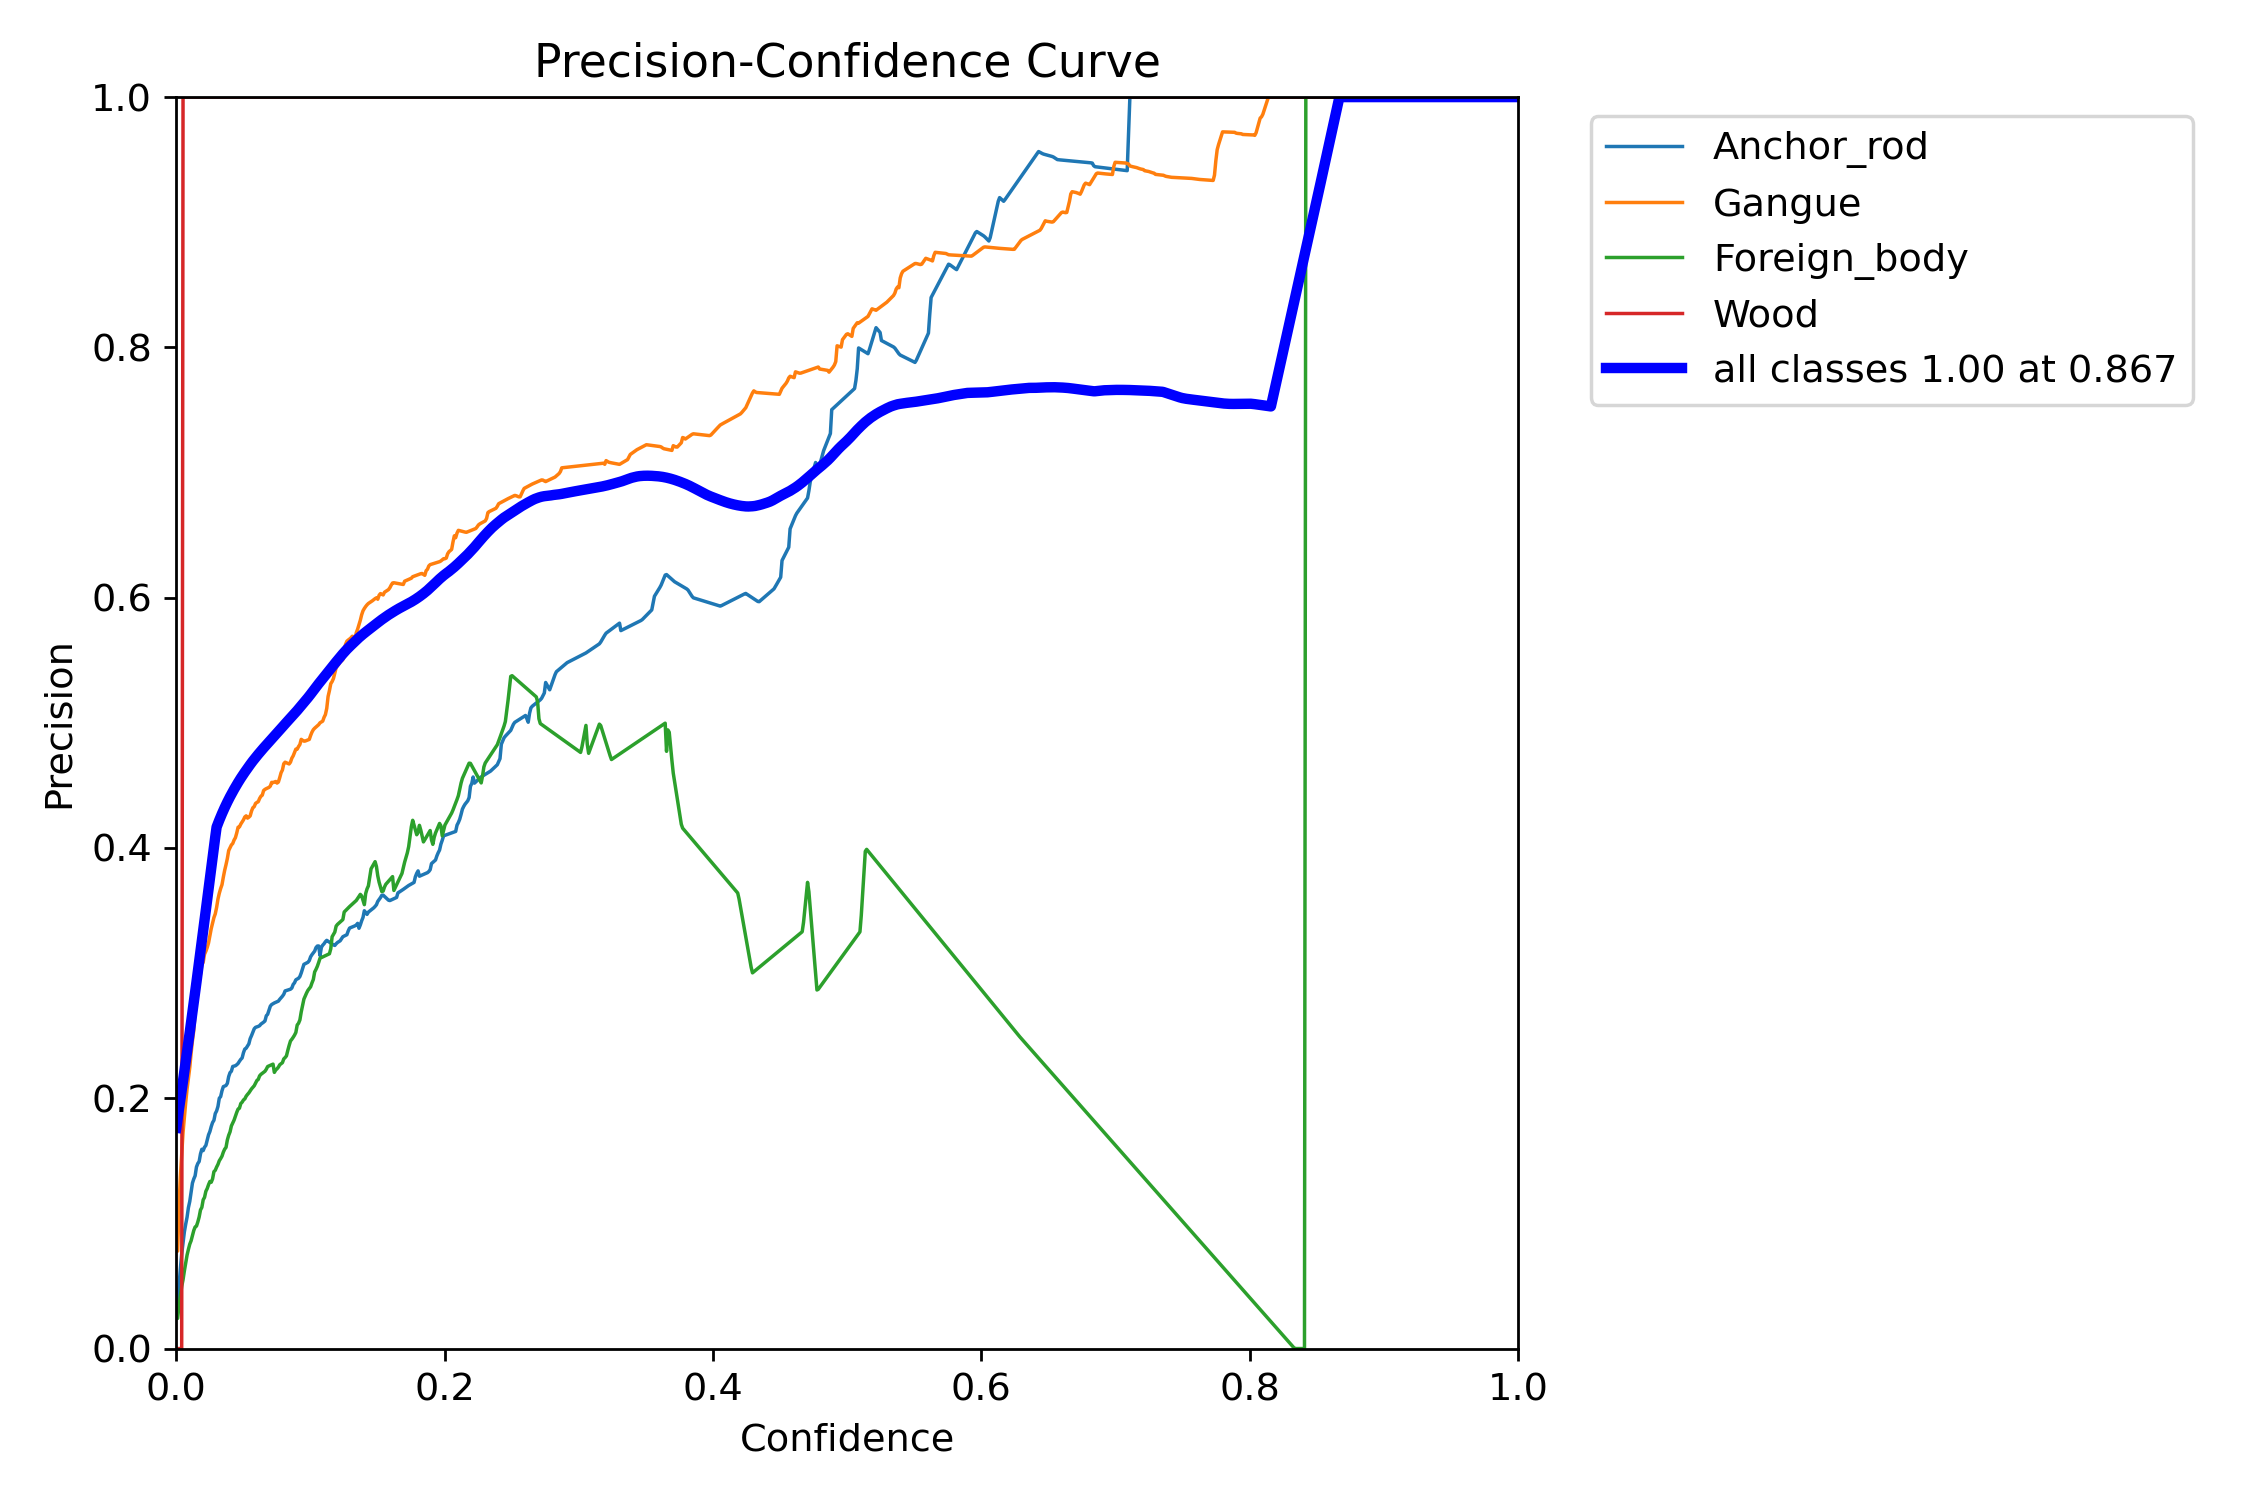 Precision-Confidence Curve
1.0
0.8
0.6
0.4
0.2
0.0
Precision
0.0 0.2 0.4 0.6 0.8 1.0
Confidence
Anchor_rod
Gangue
Foreign_body
Wood
all classes 1.00 at 0.867